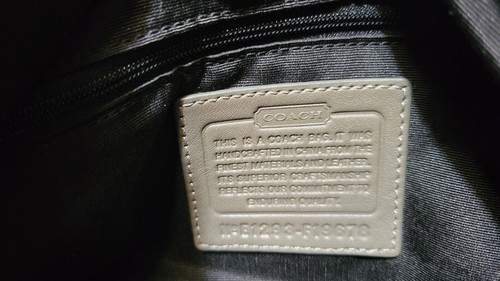 COACH
THIS IS A COACH BAG. IT WAS
HANDCRAFTED IN CHINA FROM THE
FINEST MATERIALS AND LEATHER.
ITS SUPERIOR CRAFTSMANSHIP
REFLECTS OUR COMMITMENT TO
ENDURING QUALITY.